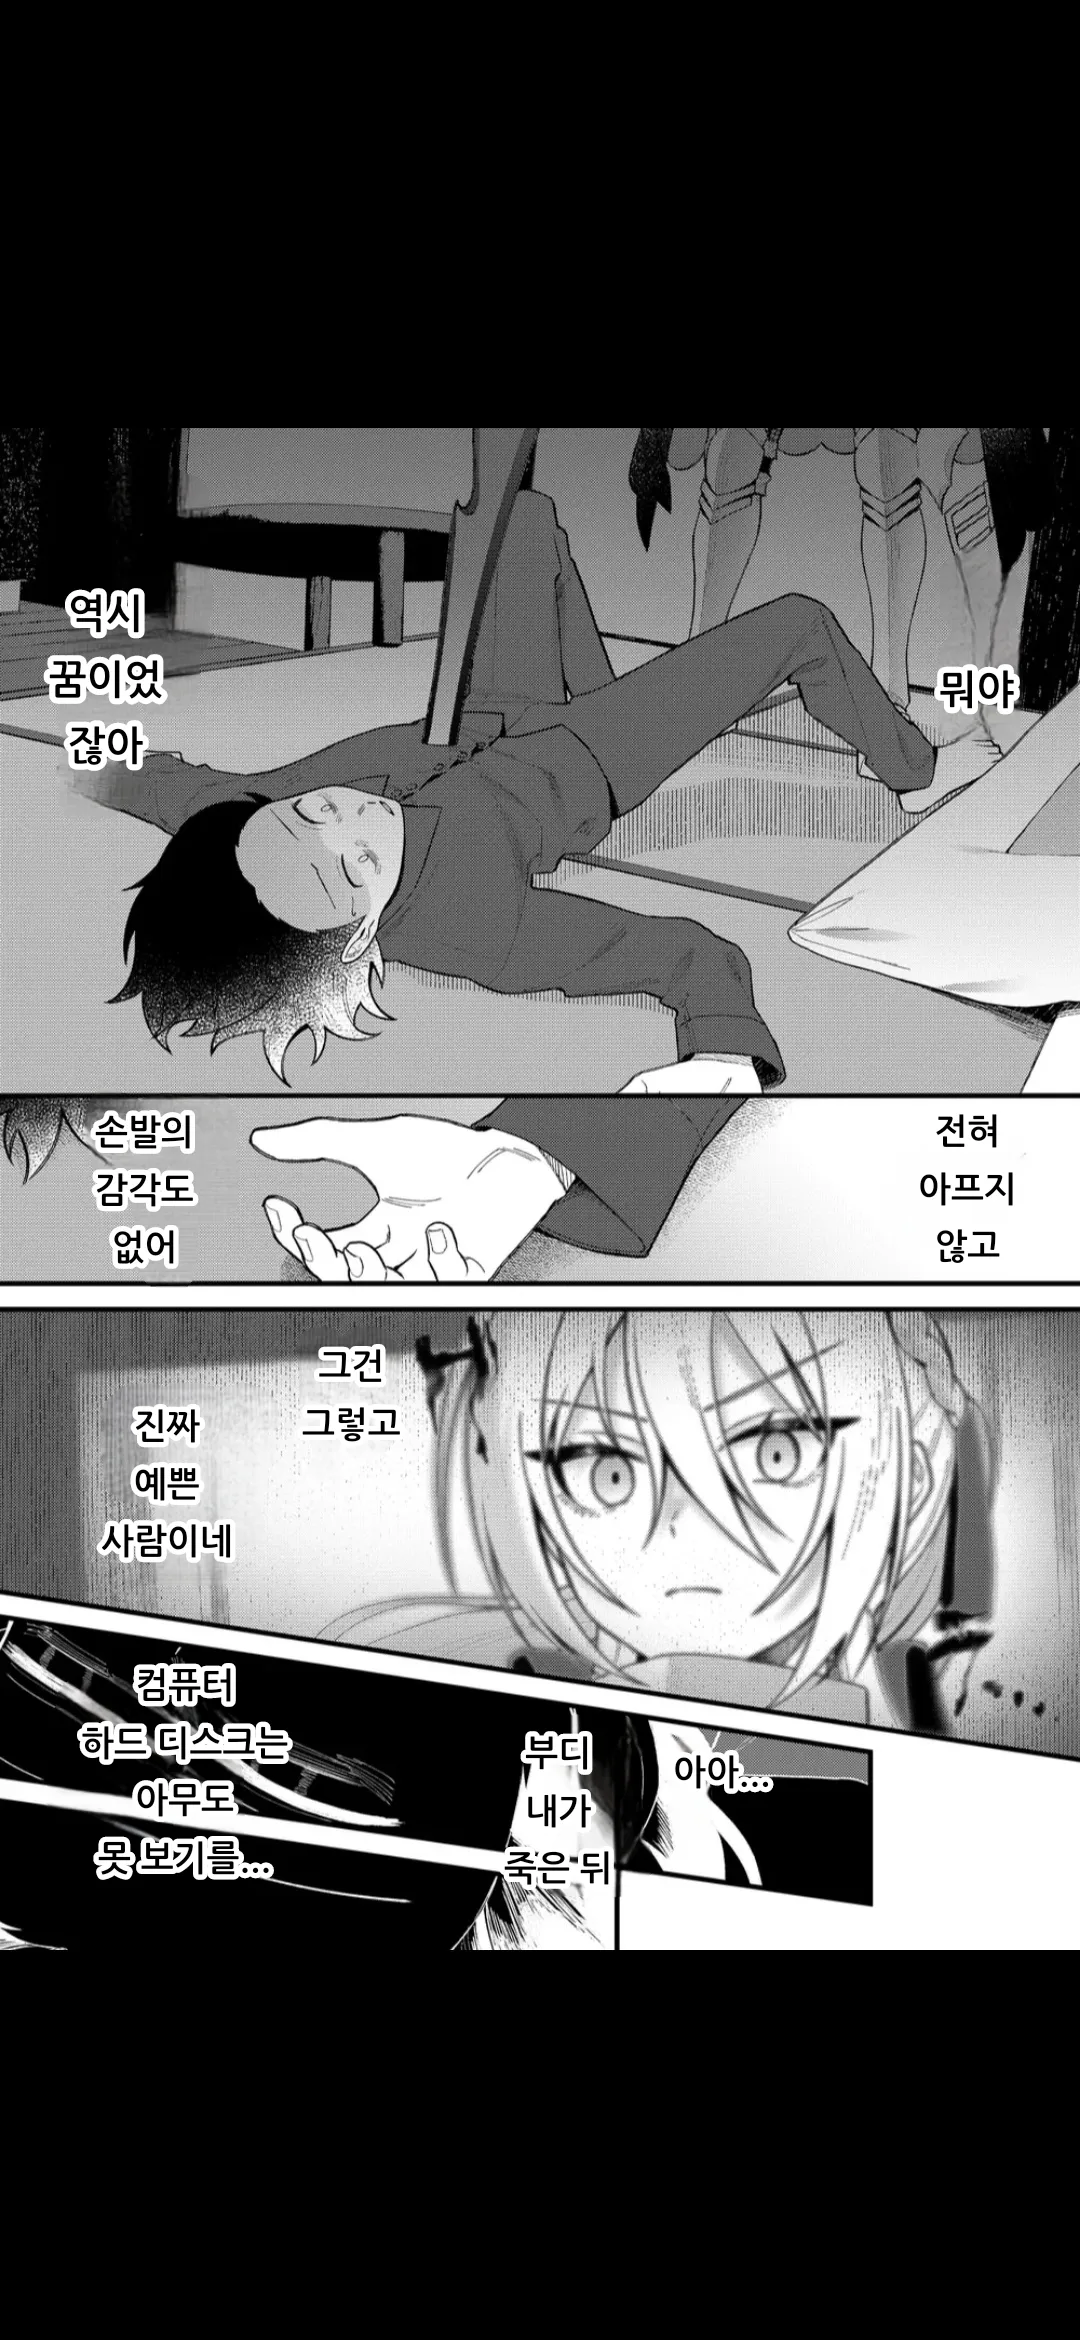 뭐야
역시
꿈이었
잖아
전혀
아프지
않고
손발의
감각도
없어
그건
그렇고
진짜
예쁜
사람이네
아아...
부디
내가
죽은 뒤
컴퓨터
하드 디스크는
아무도
못 보기를...